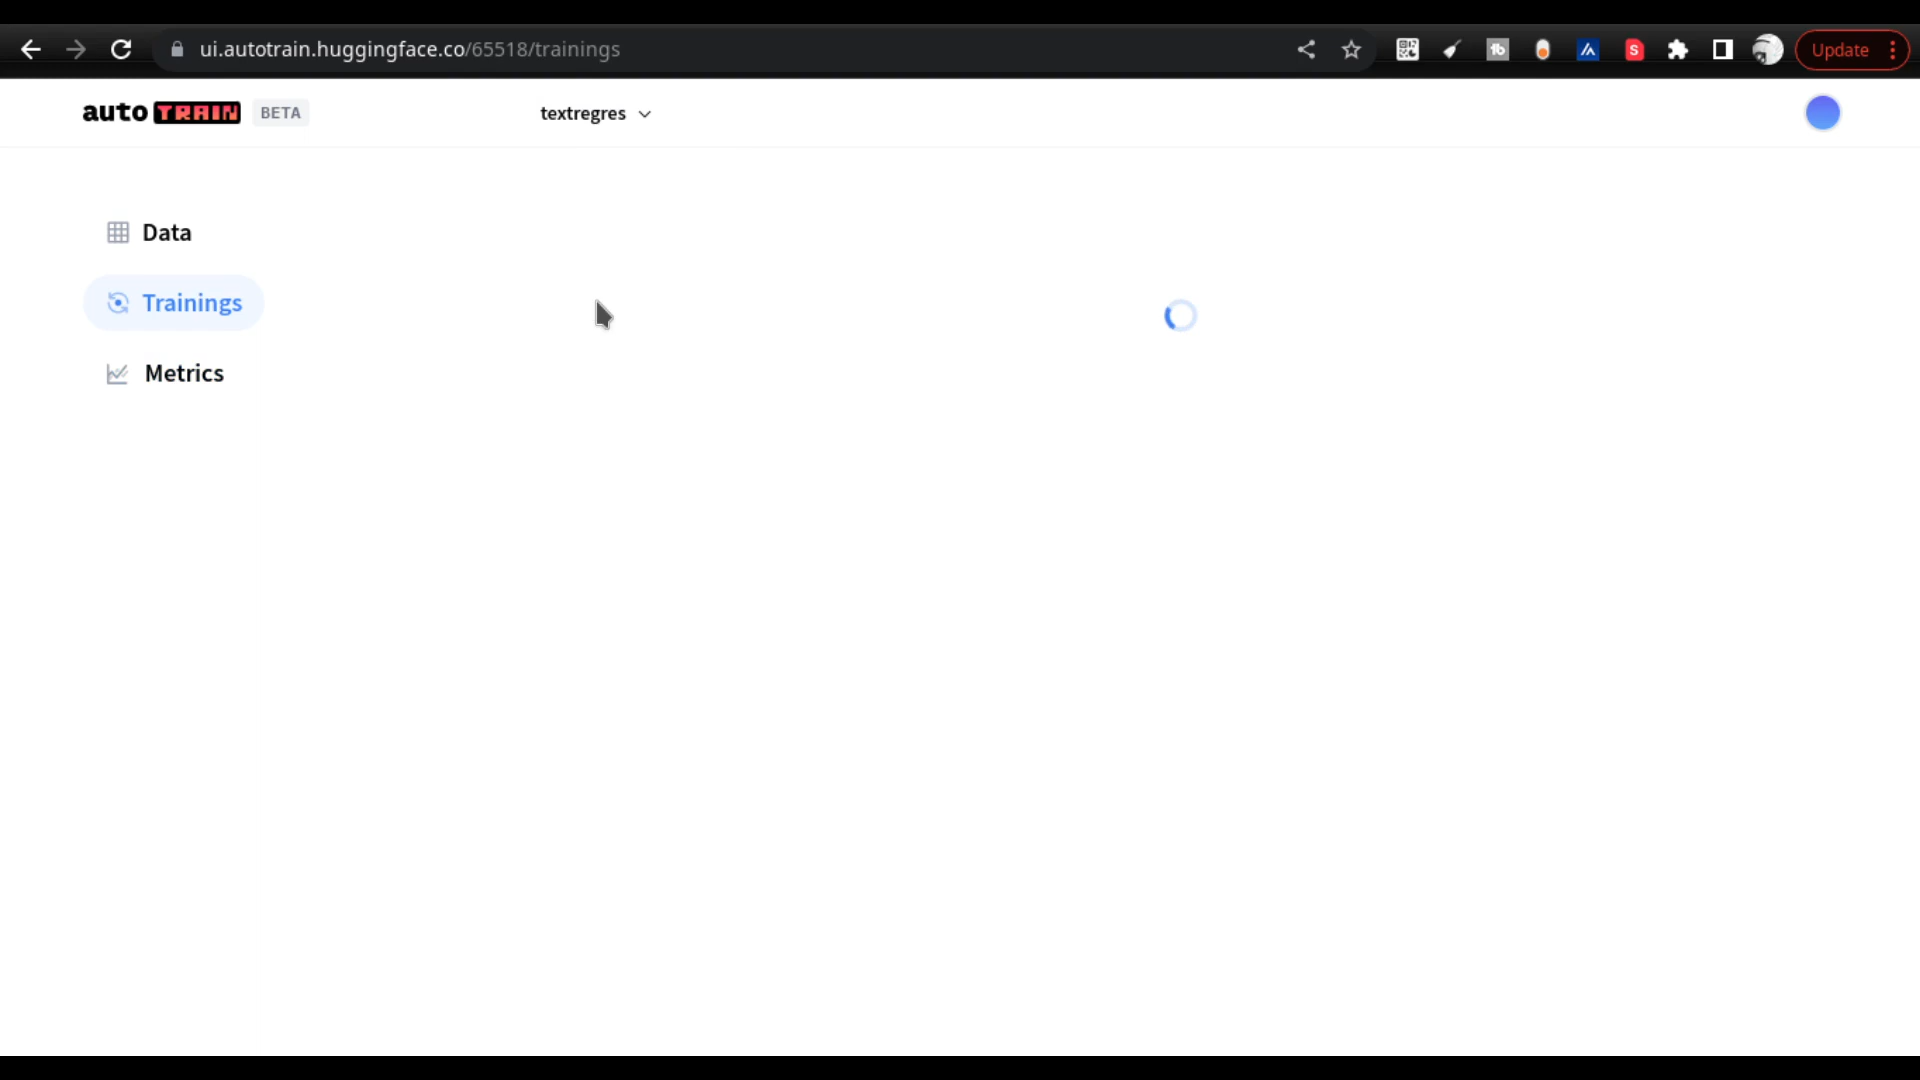 ui.autotrain.huggingface.co/65518/trainings
Update
auto TRAIN BETA
textregres
Data
Trainings
Metrics